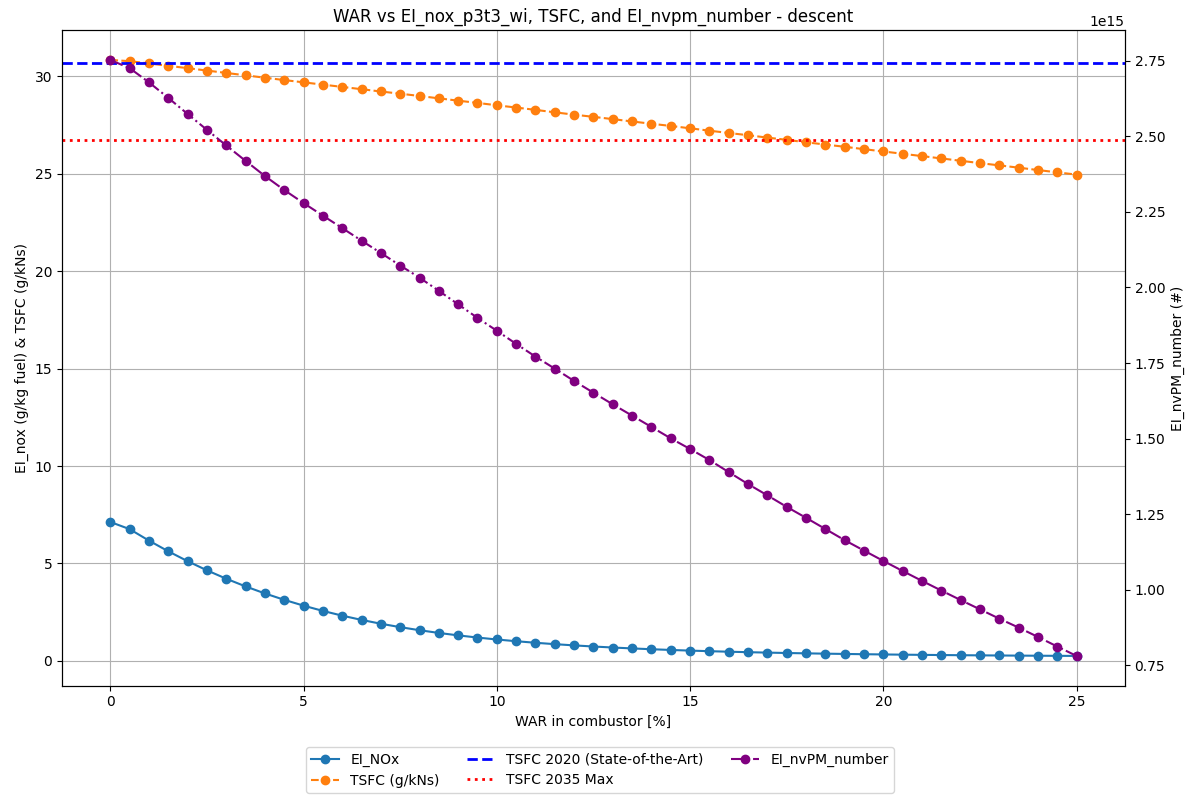 WAR vs EI_nox_p3t3_wi, TSFC, and EI_nvpm_number - descent
1e15
30
25
20
15
10
5
0
EI_nox (g/kg fuel) & TSFC (g/kNs)
2.75
2.50
2.25
2.00
1.75
1.50
1.25
1.00
0.75
EI_nvPM_number (#)
0 5 10 15 20 25
WAR in combustor [%]
EI_NOx TSFC 2020 (State-of-the-Art) EI_nvPM_number
TSFC (g/kNs) TSFC 2035 Max